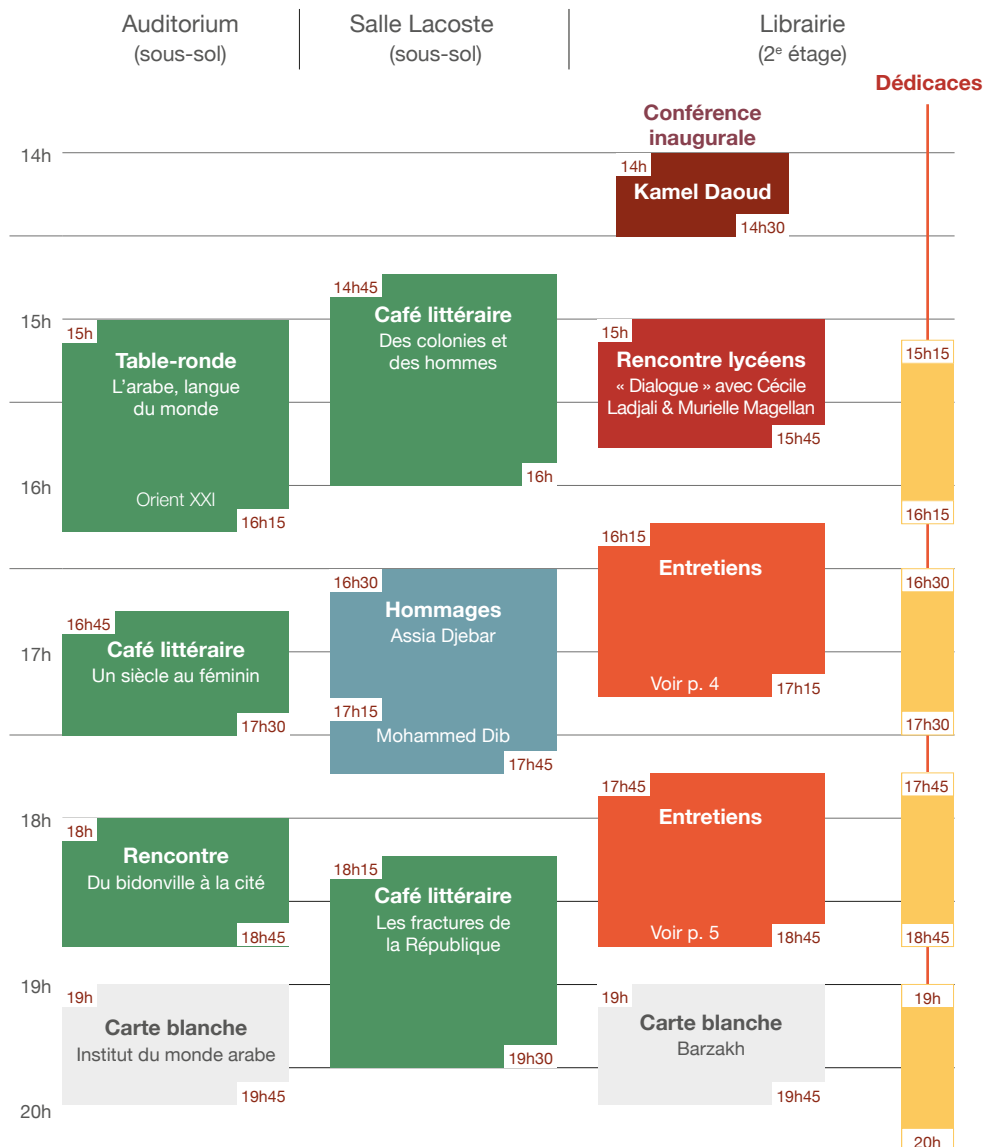 Auditorium
(sous-sol)
Salle Lacoste
(sous-sol)
Librairie
(2e étage)
Dédicaces
Conférence
inaugurale
14h
14h
Kamel Daoud
14h30
14h45
Café littéraire
Des colonies et
des hommes
16h
15h
15h
Table-ronde
L'arabe, langue
du monde
Orient XXI
16h15
15h
Rencontre lycéens
« Dialogue » avec Cécile
Ladjali & Murielle Magellan
15h45
15h15
16h15
16h
16h15
Entretiens
Voir p. 4
17h15
16h30
Hommages
Assia Djebar
17h15
Mohammed Dib
17h45
16h30
17h30
16h45
Café littéraire
Un siècle au féminin
17h30
17h
17h45
Entretiens
Voir p. 5
18h45
17h45
18h45
18h
18h
Rencontre
Du bidonville à la cité
18h45
18h15
Café littéraire
Les fractures de
la République
19h30
19h
19h
Carte blanche
Institut du monde arabe
19h45
19h
Carte blanche
Barzakh
19h45
19h
20h
20h